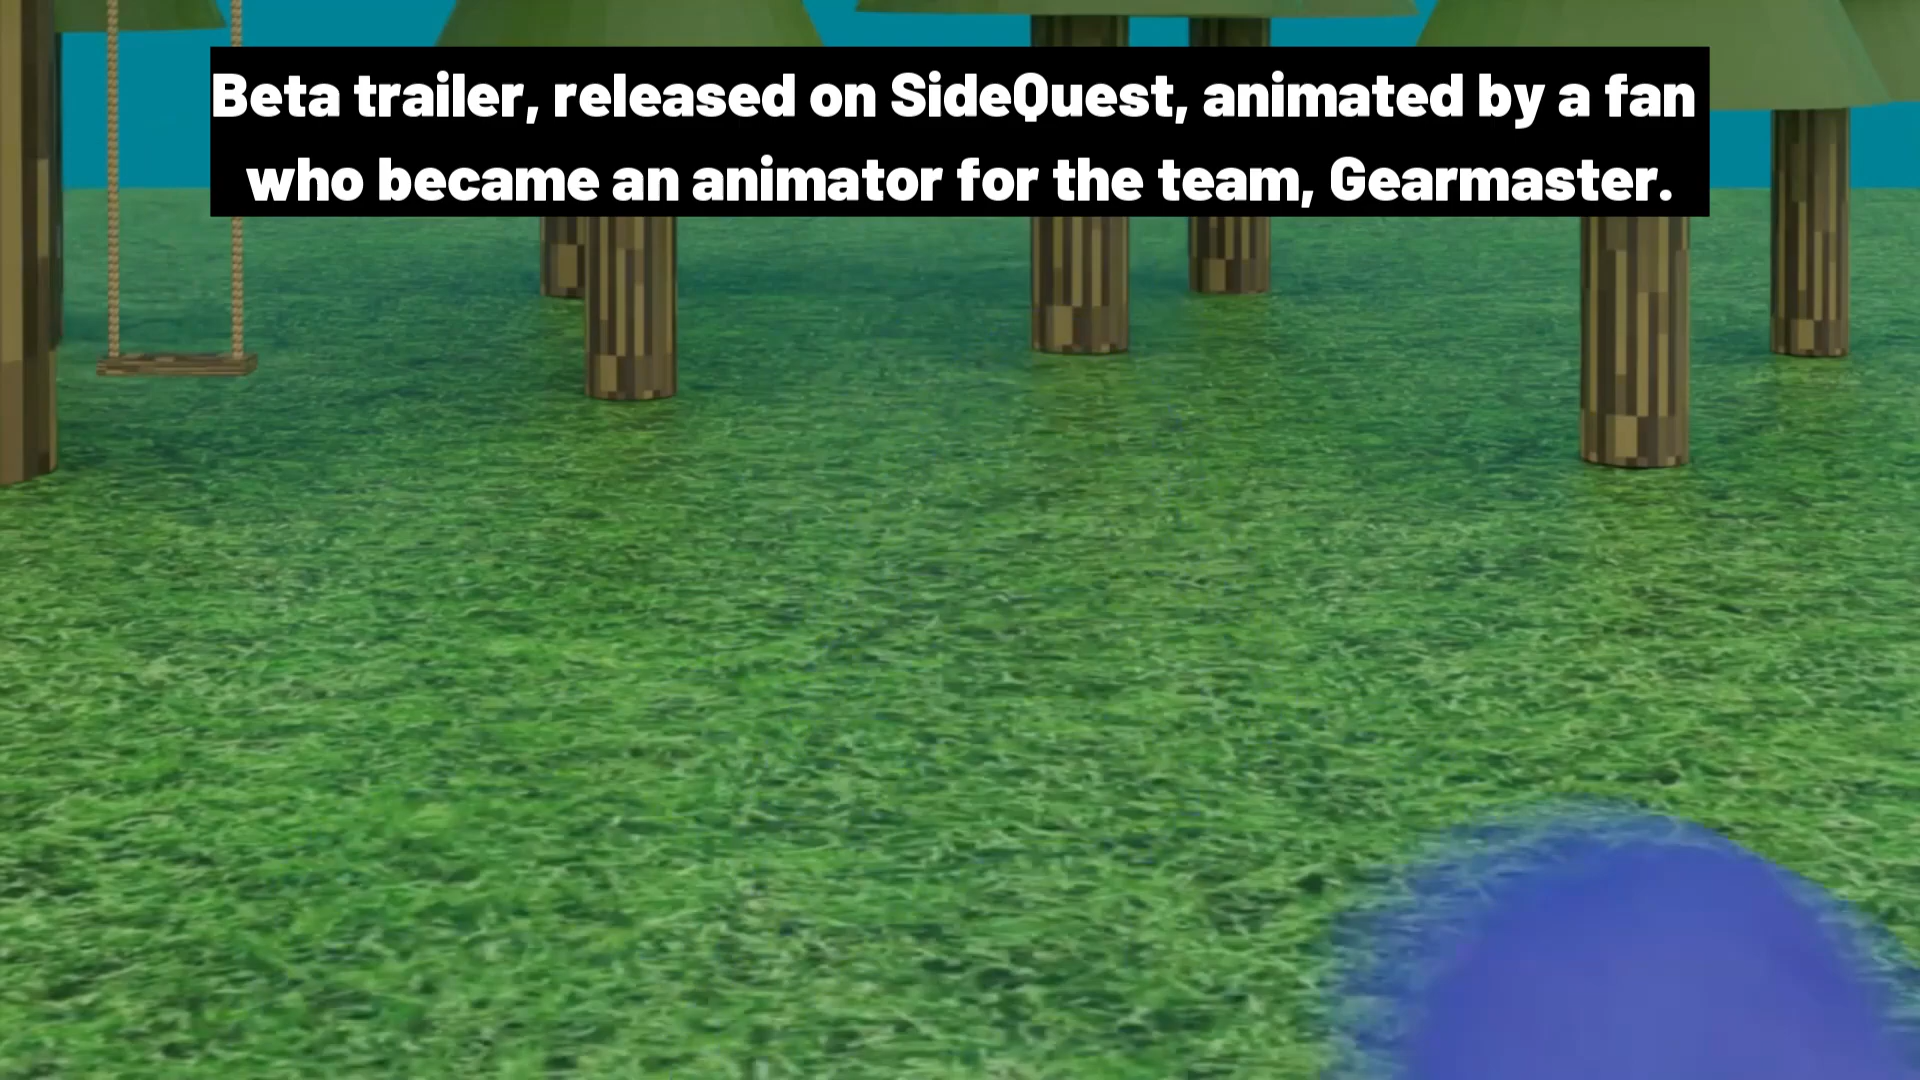 Beta trailer, released on SideQuest, animated by a fan
who became an animator for the team, Gearmaster.